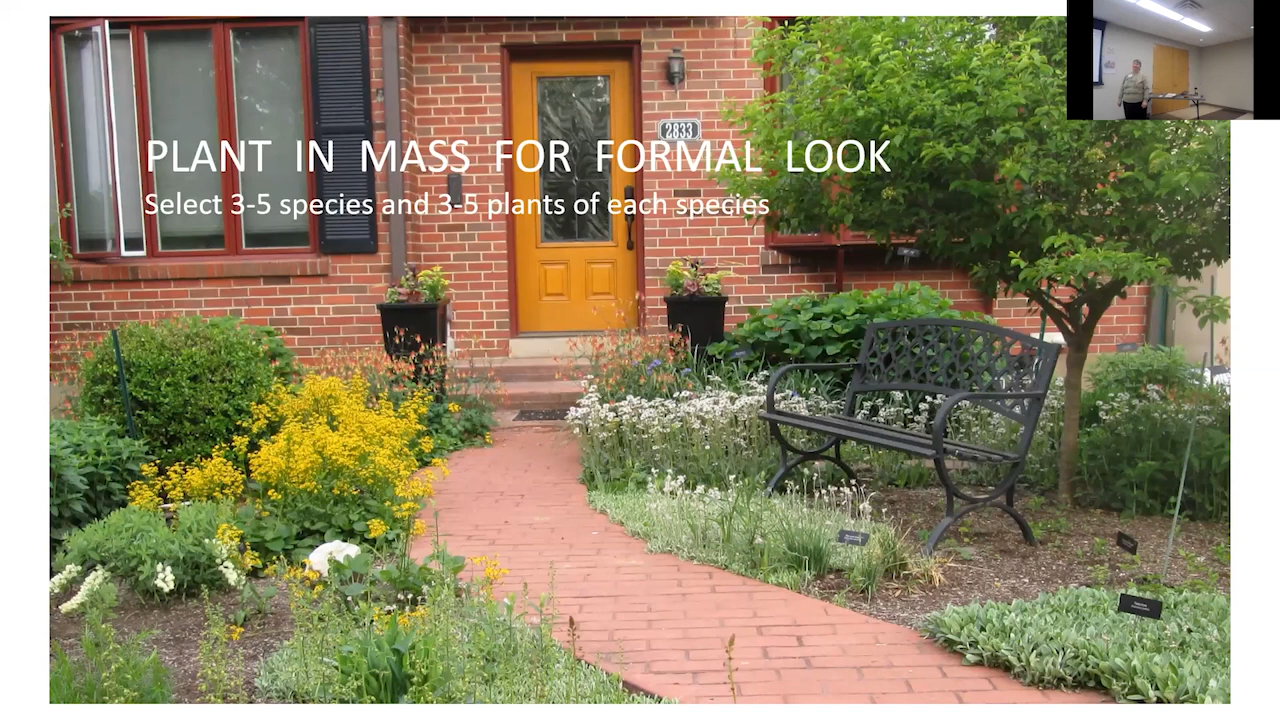 2833
PLANT IN MASS FOR FORMAL LOOK
Select 3-5 species and 3-5 plants of each species